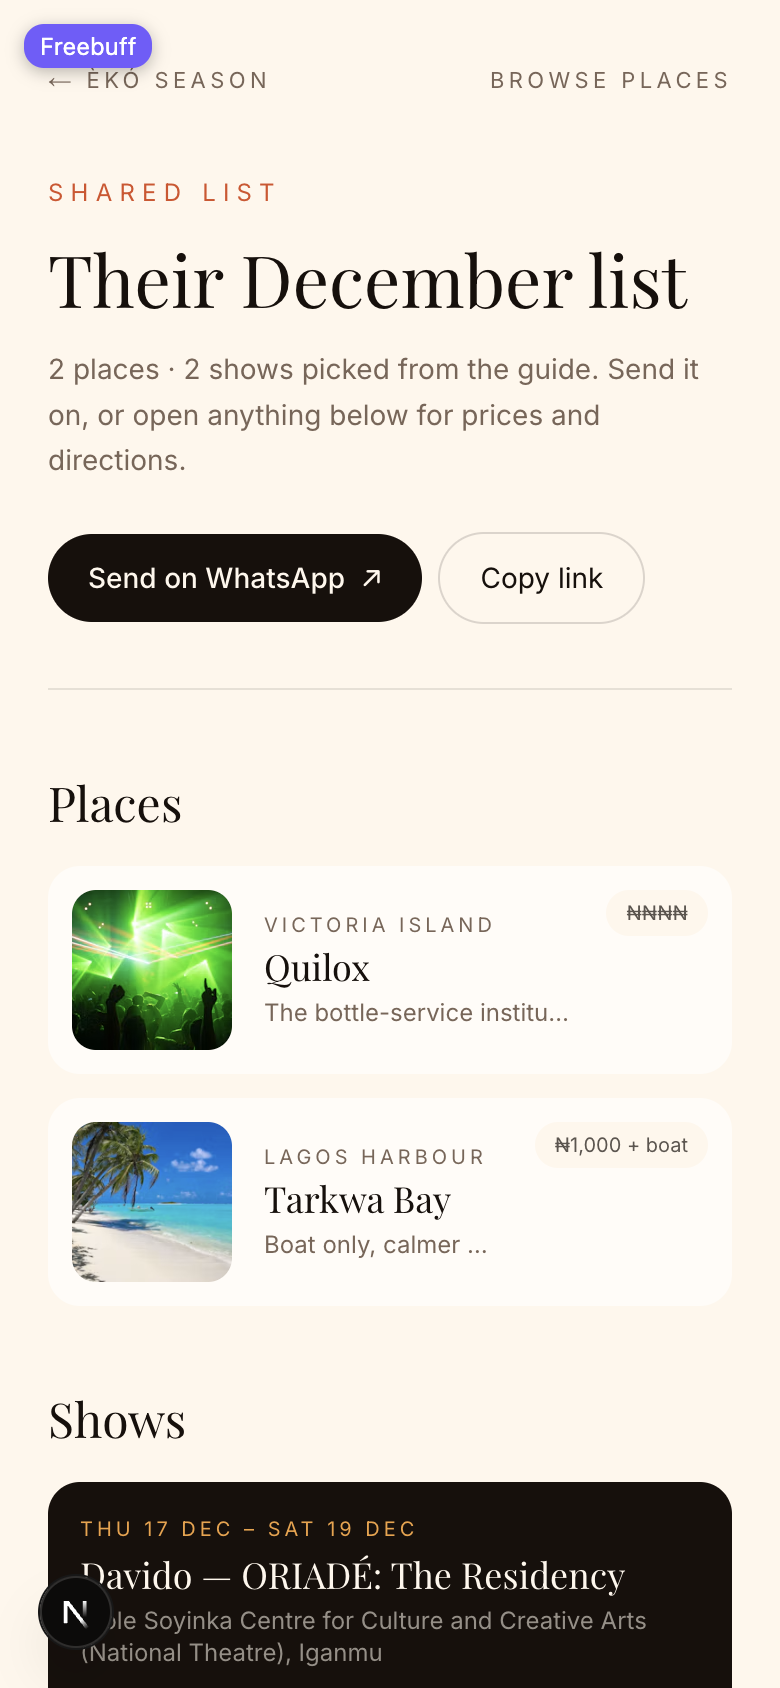 Freebuff
← ÈKÓ SEASON
BROWSE PLACES
SHARED LIST
Their December list
2 places · 2 shows picked from the guide. Send it
on, or open anything below for prices and
directions.
Send on WhatsApp ↗
Copy link
Places
VICTORIA ISLAND
₦₦₦₦
Quilox
The bottle-service institu...
LAGOS HARBOUR
₦1,000 + boat
Tarkwa Bay
Boat only, calmer ...
Shows
THU 17 DEC – SAT 19 DEC
Davido — ORIADÉ: The Residency
Soyinka Centre for Culture and Creative Arts
(National Theatre), Iganmu
N